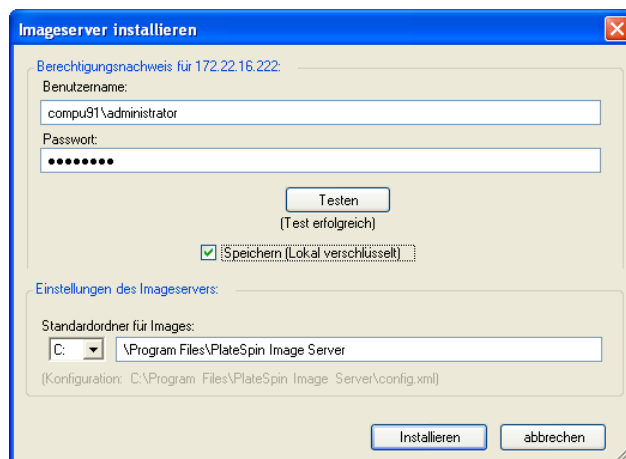 Imageserver installieren
Berechtigungsnachweis für 172.22.16.222:
Benutzername:
compu91\administrator
Passwort:
●●●●●●●●
Testen
(Test erfolgreich)
Speichern (Lokal verschlüsselt)
Einstellungen des Imageservers:
Standardordner für Images:
C: \Program Files\PlateSpin Image Server
(Konfiguration: C:\Program Files\PlateSpin Image Server\config.xml)
Installieren abbrechen